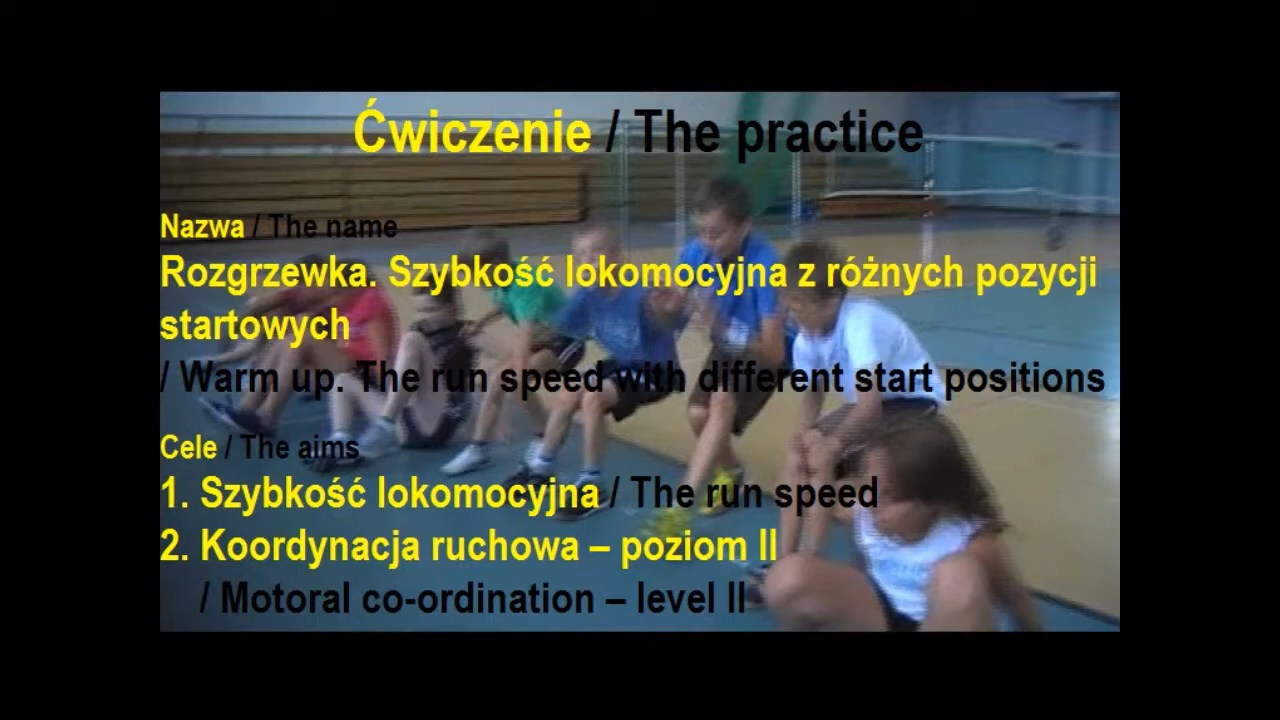 Ćwiczenie / The practice
Nazwa / The name
Rozgrzewka. Szybkość lokomocyjna z różnych pozycji
startowych
/ Warm up. The run speed with different start positions
Cele / The aims
1. Szybkość lokomocyjna / The run speed
2. Koordynacja ruchowa – poziom II
/ Motoral co-ordination – level II